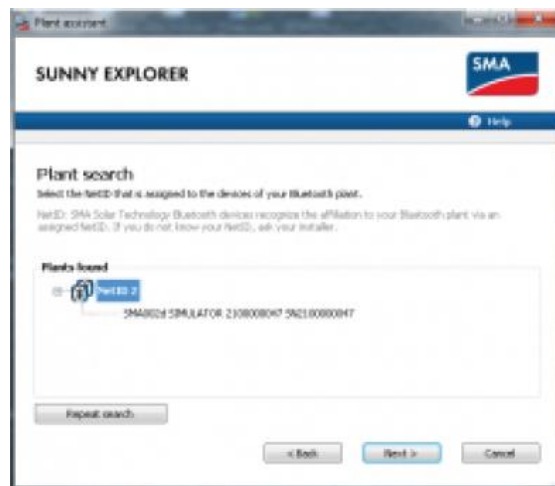 Plant assistant
SUNNY EXPLORER
SMA
Help
Plant search
Select the NetID that is assigned to the devices of your Bluetooth plant.
NetID: SMA Solar Technology Bluetooth devices recognize the affiliation to your Bluetooth plant via an
assigned NetID. If you do not know your NetID, ask your installer.
Plants found
NetID 2
SMA002d SIMULATOR 2100000047 SN2100000047
Repeat search
< Back
Next >
Cancel